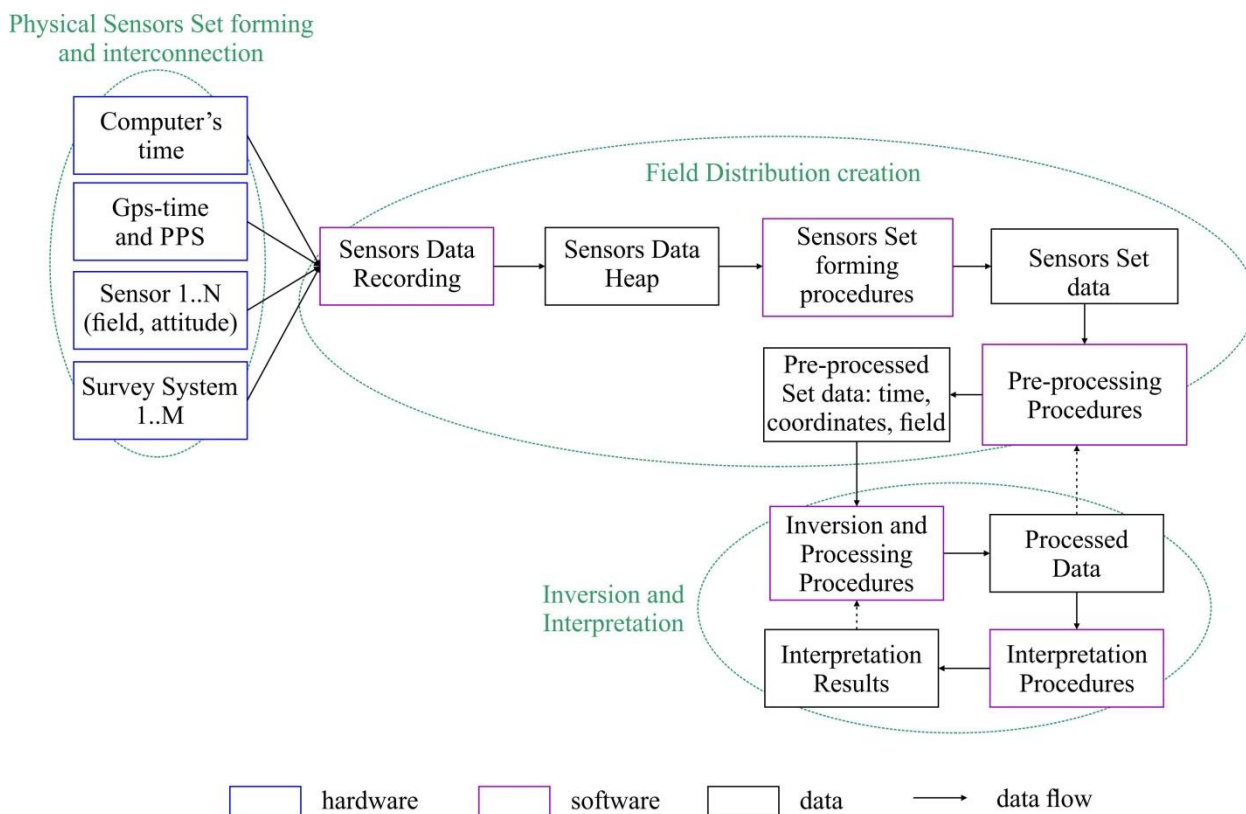 Physical Sensors Set forming
and interconnection
Computer’s
time
Gps-time
and PPS
Sensor 1..N
(field, attitude)
Survey System
1..M
Field Distribution creation
Sensors Data
Recording
Sensors Data
Heap
Sensors Set
forming
procedures
Sensors Set
data
Pre-processed
Set data: time,
coordinates, field
Pre-processing
Procedures
Inversion and
Processing
Procedures
Processed
Data
Inversion and
Interpretation
Interpretation
Results
Interpretation
Procedures
hardware
software
data
data flow